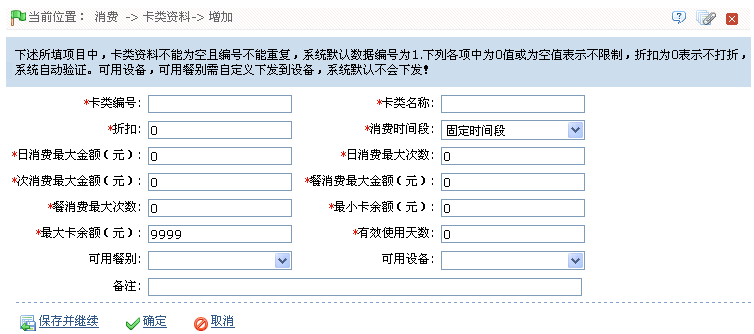 当前位置： 消费 -> 卡类资料-> 增加
下述所填项目中，卡类资料不能为空且编号不能重复，系统默认数据编号为1.下列各项中为0值或为空值表示不限制，折扣为0表示不打折，
系统自动验证。可用设备，可用餐别需自定义下发到设备，系统默认不会下发！
*卡类编号: *卡类名称:
*折扣: 0 *消费时间段: 固定时间段
*日消费最大金额(元): 0 *日消费最大次数: 0
*次消费最大金额(元): 0 *餐消费最大金额(元): 0
*餐消费最大次数: 0 *最小卡余额(元): 0
*最大卡余额(元): 9999 *有效使用天数: 0
可用餐别: 可用设备:
备注:
保存并继续 确定 取消